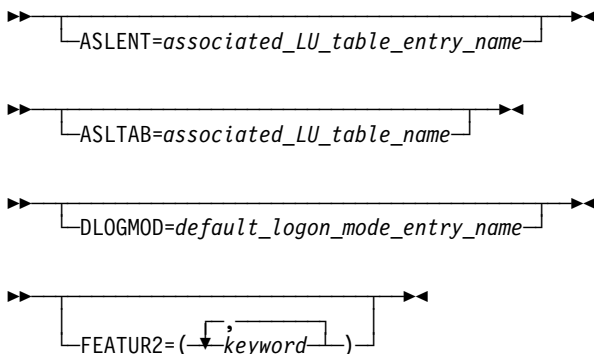 ASLENT=associated_LU_table_entry_name
ASLTAB=associated_LU_table_name
DLOGMOD=default_logon_mode_entry_name
,
FEATUR2=(keyword)